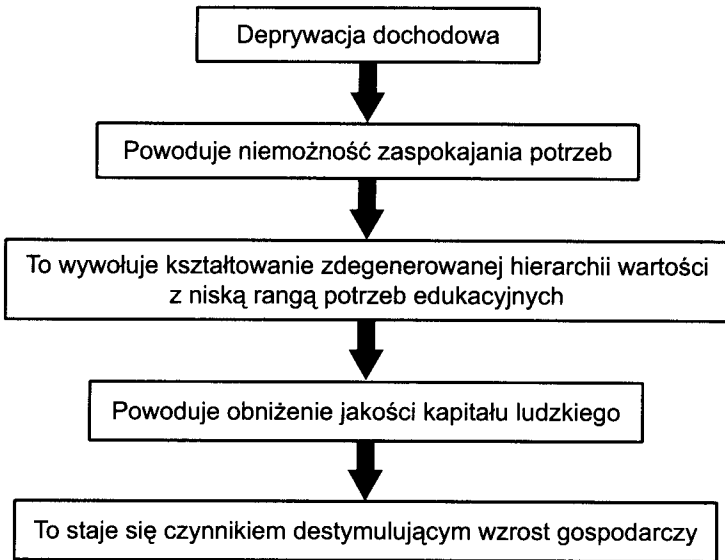 Deprywacja dochodowa
Powoduje niemożność zaspokajania potrzeb
To wywołuje kształtowanie zdegenerowanej hierarchii wartości
z niską rangą potrzeb edukacyjnych
Powoduje obniżenie jakości kapitału ludzkiego
To staje się czynnikiem destymulującym wzrost gospodarczy